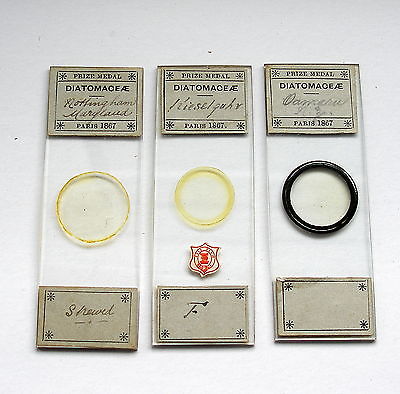 PRIZE MEDAL
DIATOMACEÆ
Nottingham
Maryland
PARIS 1867
Strewed
PRIZE MEDAL
DIATOMACEÆ
Kieselguhr
PARIS 1867.
F
PRIZE MEDAL
DIATOMACEÆ
Oamaru
PARIS 1867